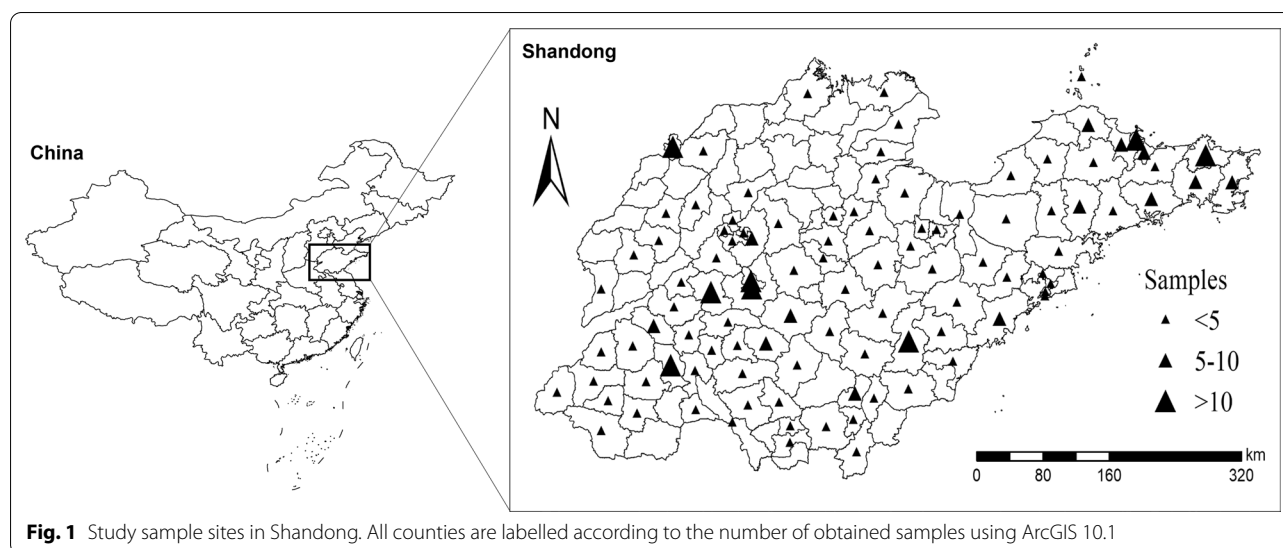 China
Shandong
N
Samples
<5
5-10
>10
km
0 80 160 320
Fig. 1 Study sample sites in Shandong. All counties are labelled according to the number of obtained samples using ArcGIS 10.1